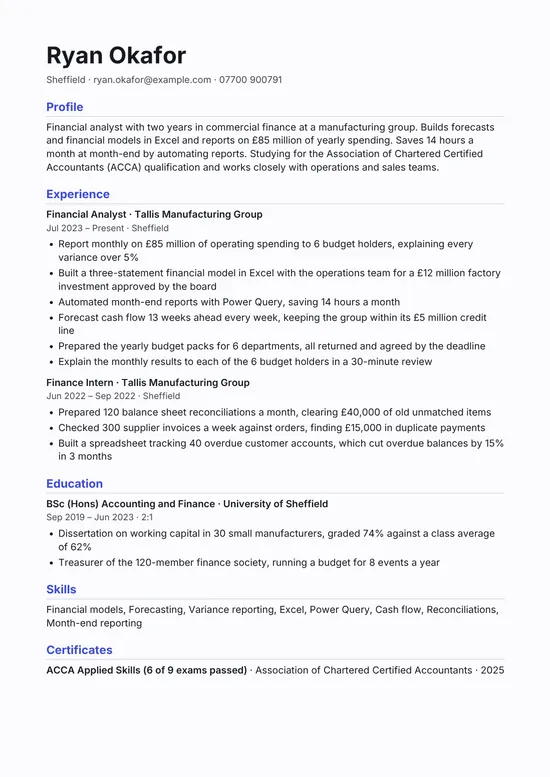 Ryan Okafor
Sheffield · ryan.okafor@example.com · 07700 900791
Profile
Financial analyst with two years in commercial finance at a manufacturing group. Builds forecasts
and financial models in Excel and reports on £85 million of yearly spending. Saves 14 hours a
month at month-end by automating reports. Studying for the Association of Chartered Certified
Accountants (ACCA) qualification and works closely with operations and sales teams.
Experience
Financial Analyst · Tallis Manufacturing Group
Jul 2023 – Present · Sheffield
• Report monthly on £85 million of operating spending to 6 budget holders, explaining every
variance over 5%
• Built a three-statement financial model in Excel with the operations team for a £12 million factory
investment approved by the board
• Automated month-end reports with Power Query, saving 14 hours a month
• Forecast cash flow 13 weeks ahead every week, keeping the group within its £5 million credit
line
• Prepared the yearly budget packs for 6 departments, all returned and agreed by the deadline
• Explain the monthly results to each of the 6 budget holders in a 30-minute review
Finance Intern · Tallis Manufacturing Group
Jun 2022 – Sep 2022 · Sheffield
• Prepared 120 balance sheet reconciliations a month, clearing £40,000 of old unmatched items
• Checked 300 supplier invoices a week against orders, finding £15,000 in duplicate payments
• Built a spreadsheet tracking 40 overdue customer accounts, which cut overdue balances by 15%
in 3 months
Education
BSc (Hons) Accounting and Finance · University of Sheffield
Sep 2019 – Jun 2023 · 2:1
• Dissertation on working capital in 30 small manufacturers, graded 74% against a class average
of 62%
• Treasurer of the 120-member finance society, running a budget for 8 events a year
Skills
Financial models, Forecasting, Variance reporting, Excel, Power Query, Cash flow, Reconciliations,
Month-end reporting
Certificates
ACCA Applied Skills (6 of 9 exams passed) · Association of Chartered Certified Accountants · 2025